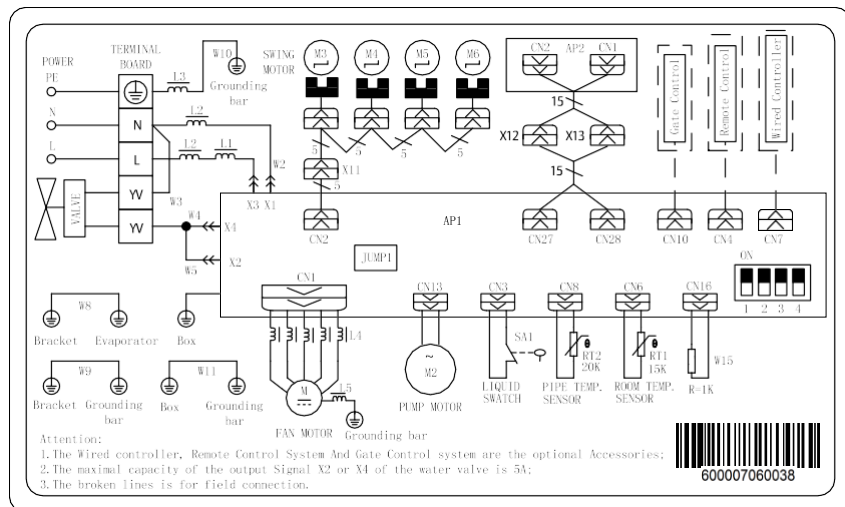 POWER
TERMINAL BOARD
PE
N
L
N
L
YV
YV
VALVE
L3
W10
Grounding bar
L2
L2
L1
W2
W3
W4
W5
X3 X1
X4
X2
SWING MOTOR
M3
M4
M5
M6
5
5
5
5
X11
5
CN2
CN2
AP2
CN1
15
X12
X13
15
CN27
CN28
Gate Control
Remote Control
Wired Controller
CN10
CN4
CN7
AP1
JUMP1
CN1
CN13
CN3
CN8
CN6
CN16
ON
1 2 3 4
W8
Bracket
Evaporator
Box
W9
Bracket
Grounding bar
W11
Box
Grounding bar
L4
M
L5
FAN MOTOR
Grounding bar
~
M2
PUMP MOTOR
SA1
LIQUID SWATCH
θ
RT2
20K
PIPE TEMP. SENSOR
θ
RT1
15K
ROOM TEMP. SENSOR
W15
R=1K
Attention:
1.The Wired controller, Remote Control System And Gate Control system are the optional Accessories;
2.The maximal capacity of the output Signal X2 or X4 of the water valve is 5A;
3.The broken lines is for field connection.
600007060038